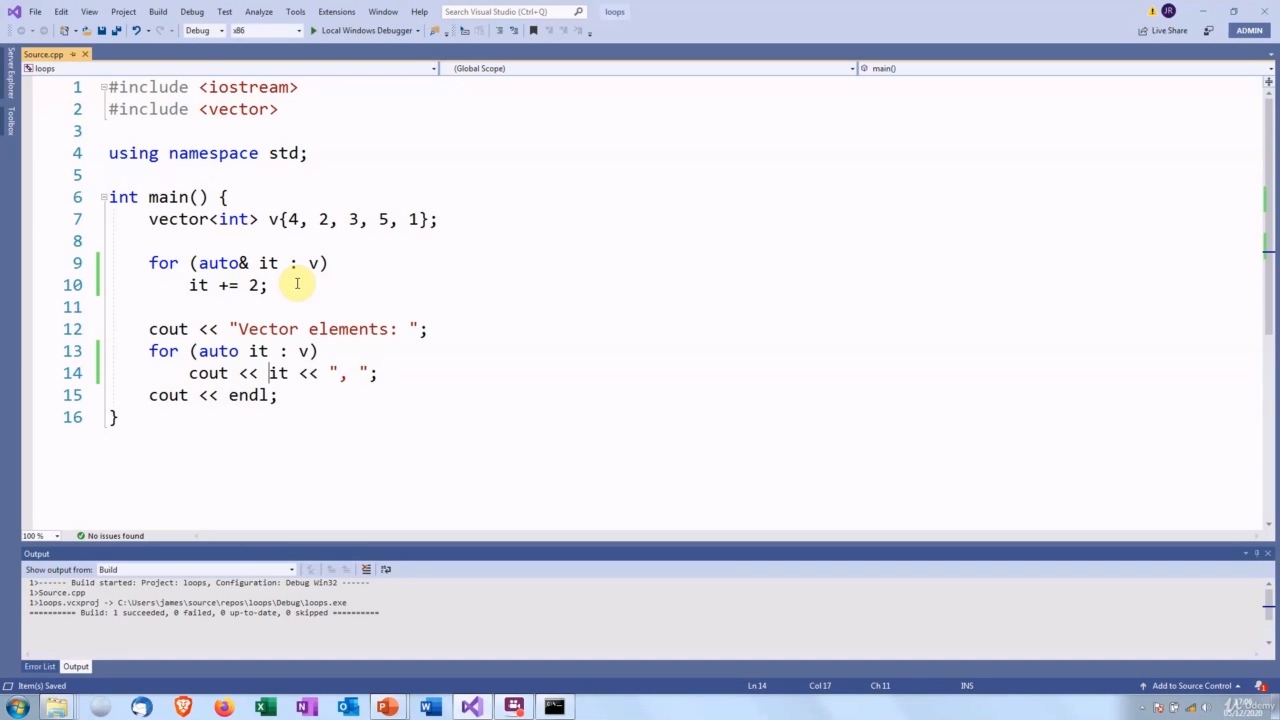 File Edit View Project Build Debug Test Analyze Tools Extensions Window Help Search Visual Studio (Ctrl+Q) loops JR
Debug x86 Local Windows Debugger Live Share ADMIN
Source.cpp
loops (Global Scope) main()
Server Explorer
Toolbox
1 #include <iostream>
2 #include <vector>
3
4 using namespace std;
5
6 int main() {
7 vector<int> v{4, 2, 3, 5, 1};
8
9 for (auto& it : v)
10 it += 2;
11
12 cout << "Vector elements: ";
13 for (auto it : v)
14 cout << it << ", ";
15 cout << endl;
16 }
100 % No issues found
Output
Show output from: Build
1>------ Build started: Project: loops, Configuration: Debug Win32 ------
1>Source.cpp
1>loops.vcxproj -> C:\Users\james\source\repos\loops\Debug\loops.exe
========== Build: 1 succeeded, 0 failed, 0 up-to-date, 0 skipped ==========
Error List Output
Item(s) Saved Ln 14 Col 17 Ch 11 INS Add to Source Control 1
05/12/2020